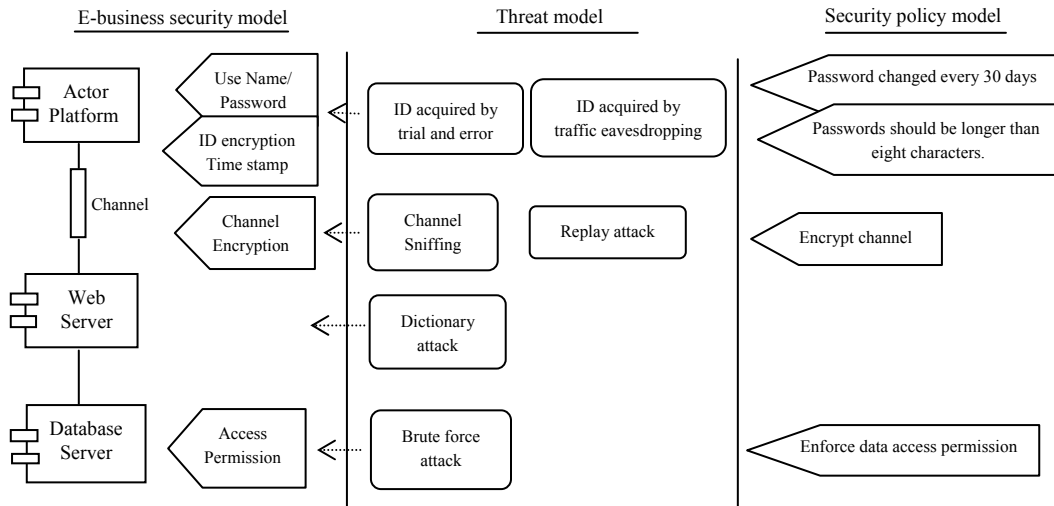 E-business security model
Threat model
Security policy model
Actor
Platform
Use Name/
Password
ID encryption
Time stamp
ID acquired by
trial and error
ID acquired by
traffic eavesdropping
Password changed every 30 days
Passwords should be longer than
eight characters.
Channel
Channel
Encryption
Channel
Sniffing
Replay attack
Encrypt channel
Web
Server
Dictionary
attack
Database
Server
Access
Permission
Brute force
attack
Enforce data access permission